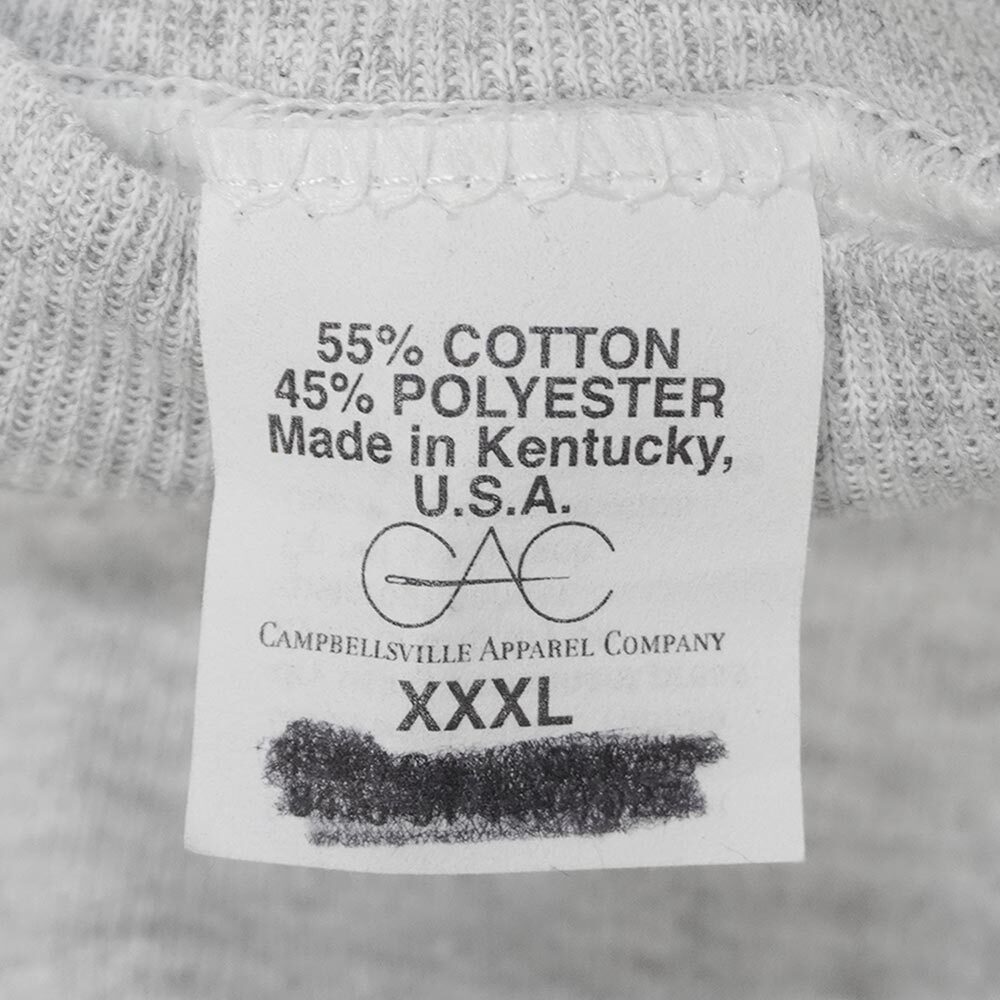 55% COTTON
45% POLYESTER
Made in Kentucky,
U.S.A.
CAC
CAMPBELLSVILLE APPAREL COMPANY
XXXL